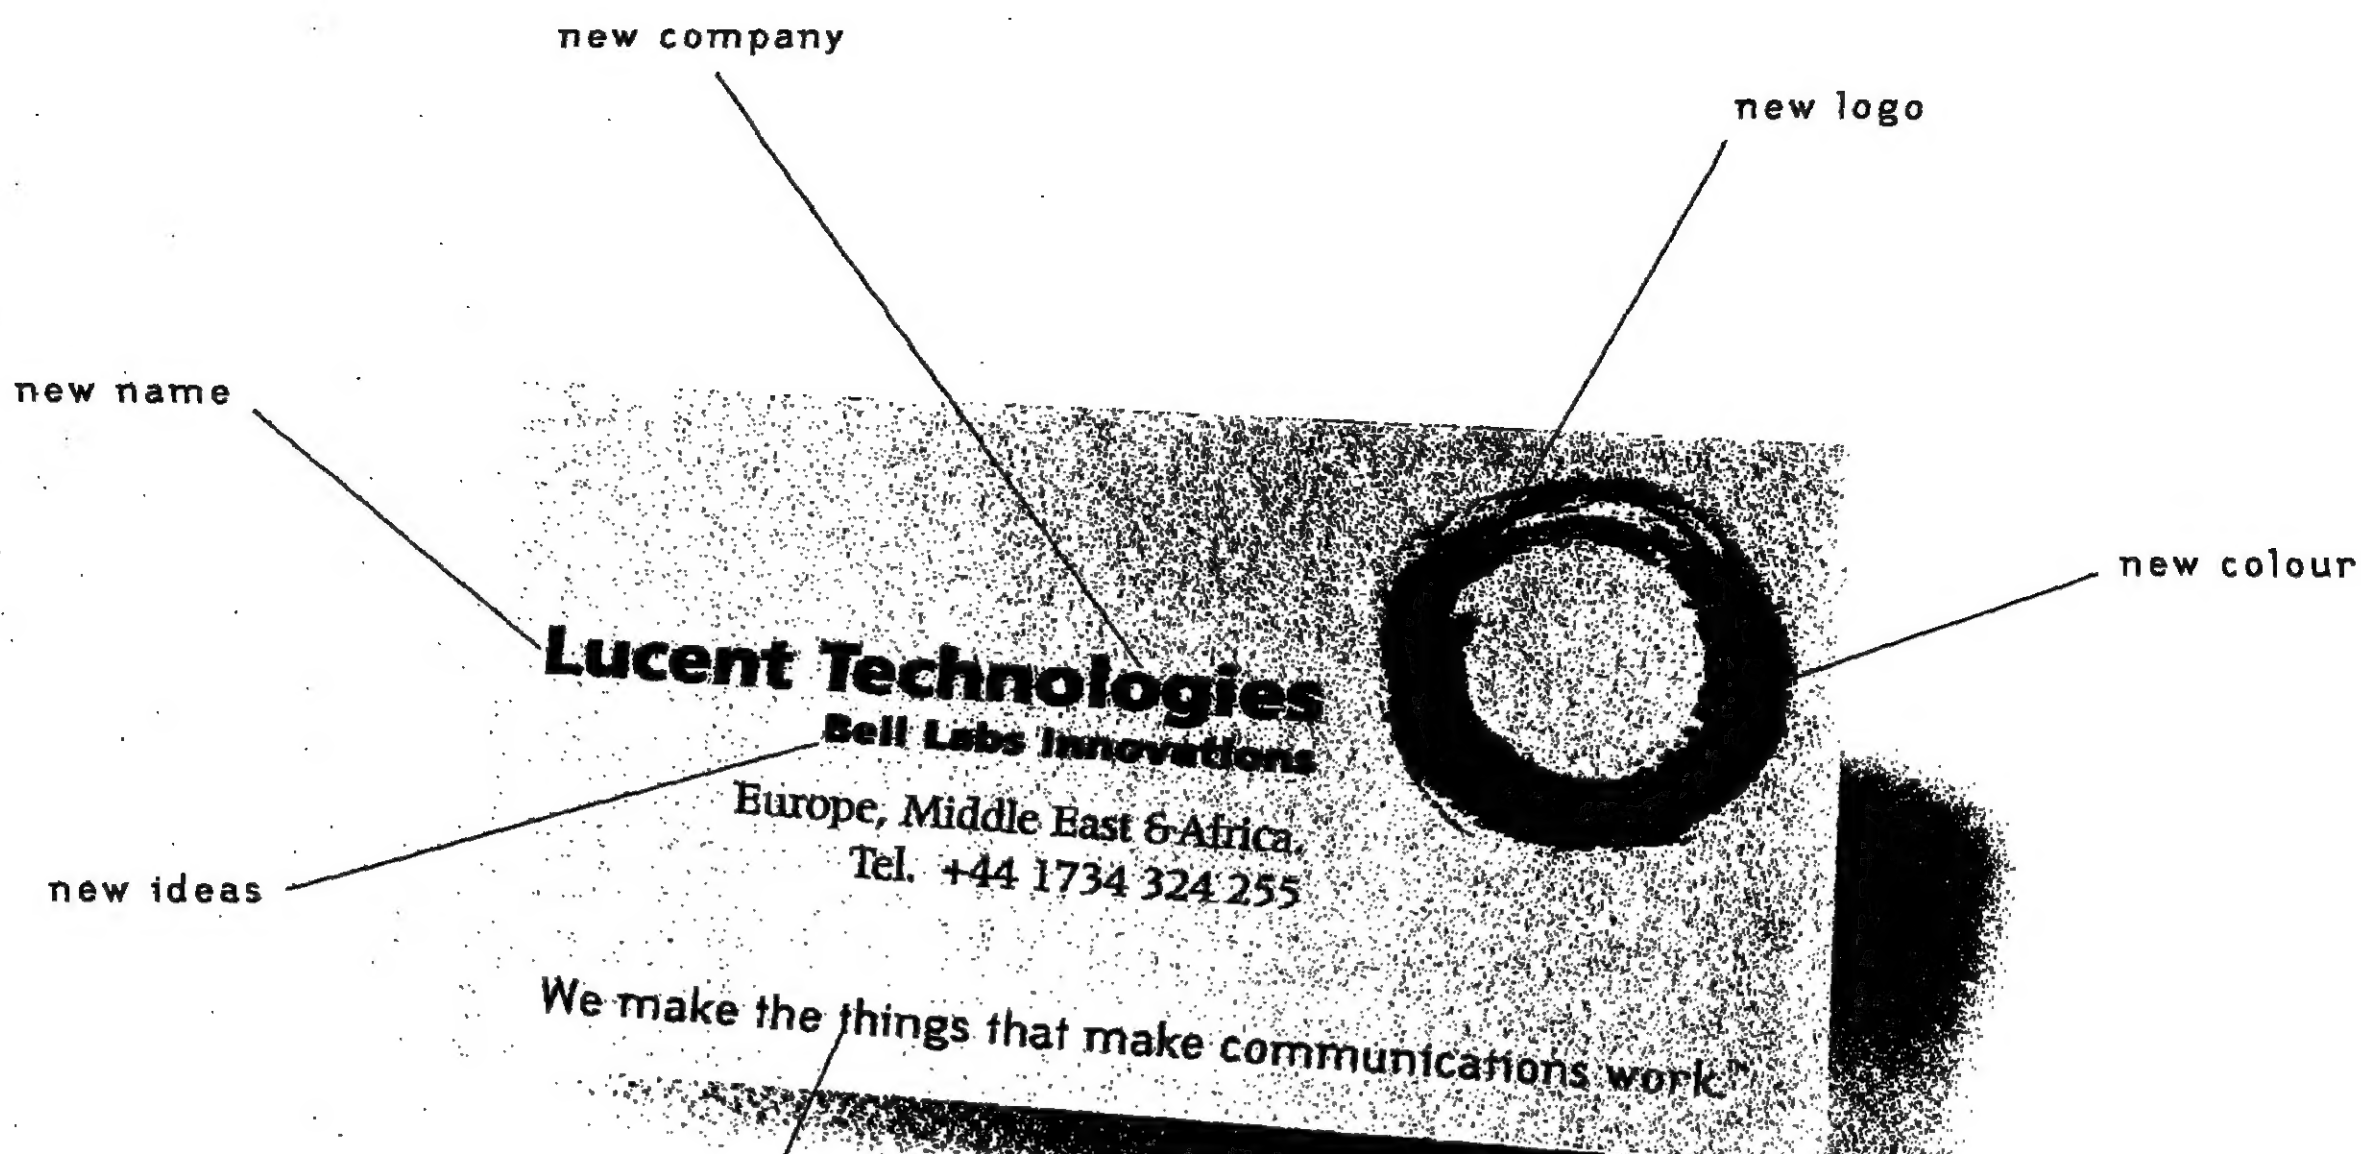 new company
new logo
new name
new colour
Lucent Technologies
Bell Labs Innovations
Europe, Middle East & Africa.
Tel. +44 1734 324 255
new ideas
We make the things that make communications work.™